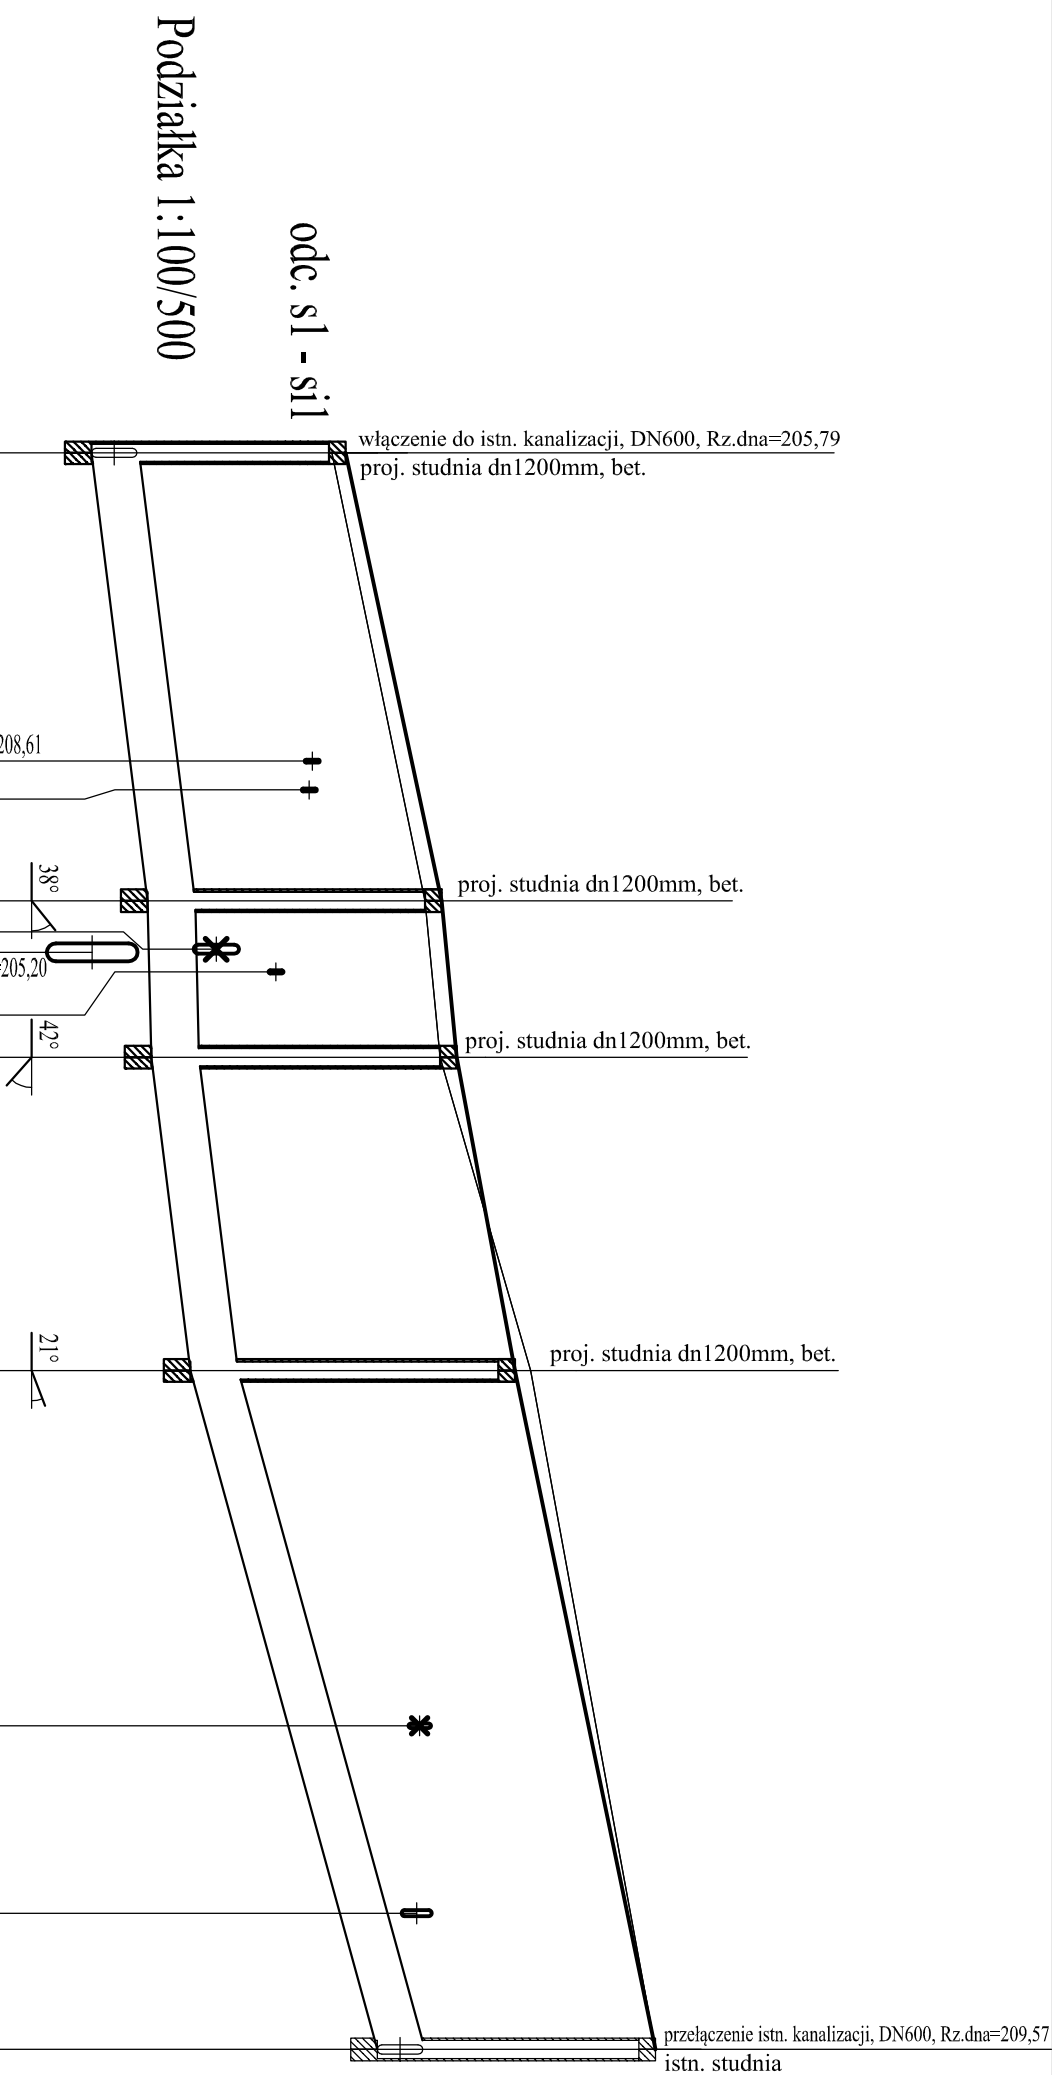 Podziałka 1:100/500
odc. s1 - si1
włączenie do istn. kanalizacji, DN600, Rz.dna=205,79
proj. studnia dn1200mm, bet.
208,61
38°
proj. studnia dn1200mm, bet.
=205,20
42°
proj. studnia dn1200mm, bet.
21°
proj. studnia dn1200mm, bet.
przełączenie istn. kanalizacji, DN600, Rz.dna=209,57
istn. studnia